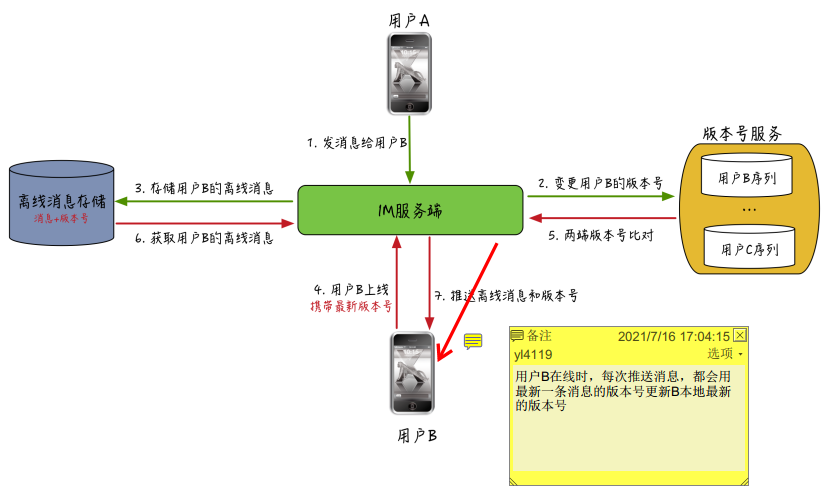 用户A
1. 发消息给用户B
版本号服务
用户B序列
...
用户C序列
2. 变更用户B的版本号
3. 存储用户B的离线消息
离线消息存储
消息+版本号
IM服务端
5. 两端版本号比对
6. 获取用户B的离线消息
4. 用户B上线
携带最新版本号
7. 推送离线消息和版本号
用户B
备注
2021/7/16 17:04:15
yl4119
选项
用户B在线时，每次推送消息，都会用
最新一条消息的版本号更新B本地最新
的版本号